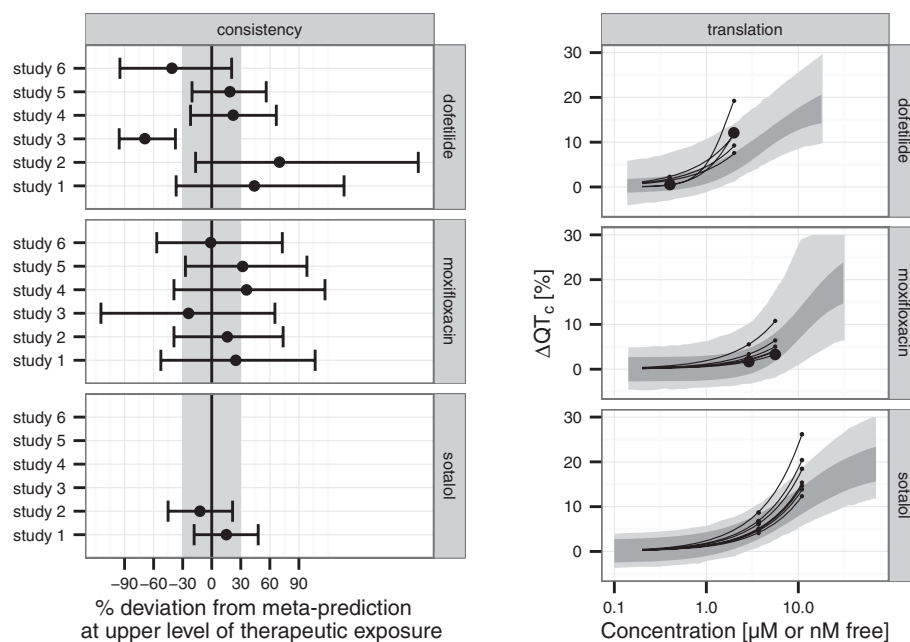 consistency
study 6
study 5
study 4
study 3
study 2
study 1
dofetilide
study 6
study 5
study 4
study 3
study 2
study 1
moxifloxacin
study 6
study 5
study 4
study 3
study 2
study 1
sotalol
−90 −60 −30 0 30 60 90
% deviation from meta-prediction
at upper level of therapeutic exposure
translation
30
20
10
0
dofetilide
30
20
10
0
moxifloxacin
30
20
10
0
sotalol
ΔQTc [%]
0.1 1.0 10.0
Concentration [µM or nM free]